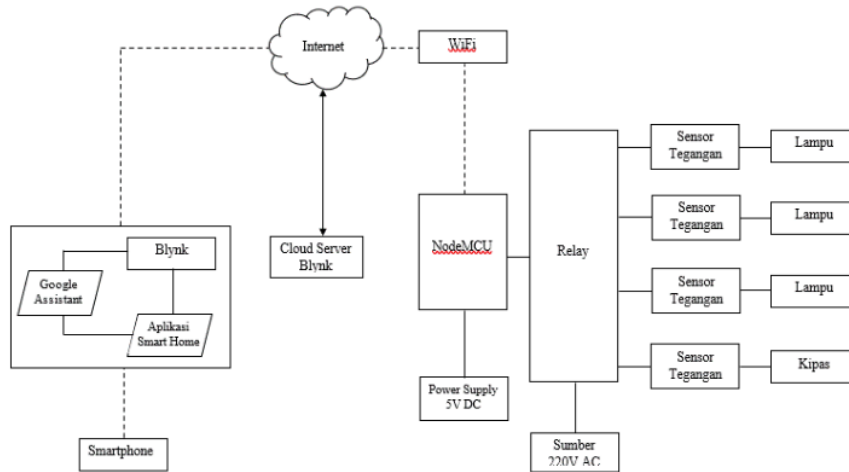 Internet
WiFi
Sensor
Tegangan
Lampu
Sensor
Tegangan
Lampu
NodeMCU
Relay
Cloud Server
Blynk
Blynk
Google
Assistant
Aplikasi
Smart Home
Sensor
Tegangan
Lampu
Sensor
Tegangan
Kipas
Power Supply
5V DC
Smartphone
Sumber
220V AC